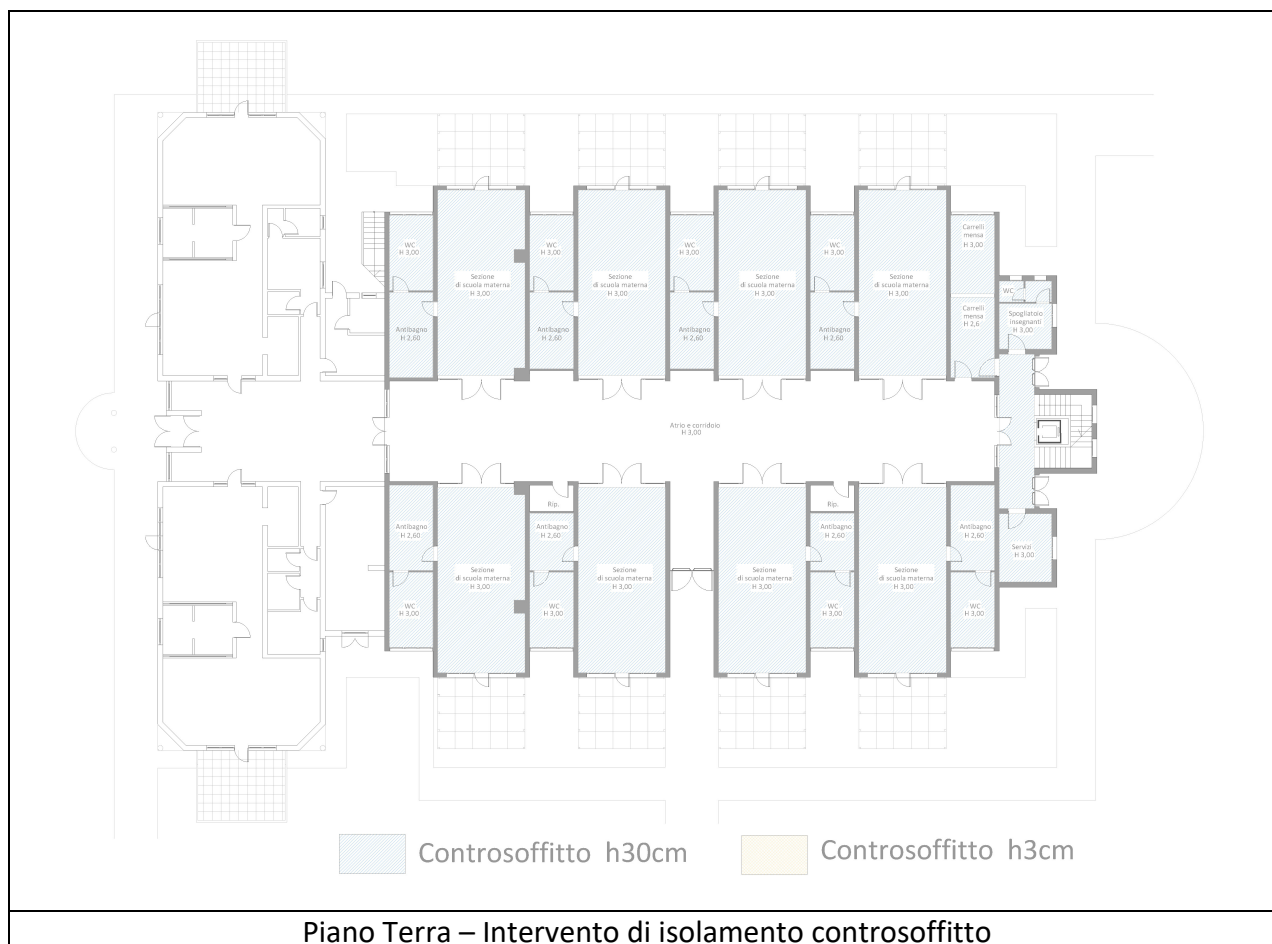 WC
H 3,00
Sezione
di scuola materna
H 3,00
WC
H 3,00
Sezione
di scuola materna
H 3,00
WC
H 3,00
Sezione
di scuola materna
H 3,00
WC
H 3,00
Sezione
di scuola materna
H 3,00
Carrelli
mensa
H 3,00
WC
Antibagno
H 2,60
Antibagno
H 2,60
Antibagno
H 2,60
Antibagno
H 2,60
Carrelli
mensa
H 2,6
Spogliatoio
insegnanti
H 3,00
Atrio e corridoio
H 3,00
Rip.
Rip.
Antibagno
H 2,60
Antibagno
H 2,60
Antibagno
H 2,60
Antibagno
H 2,60
Servizi
H 3,00
Sezione
di scuola materna
H 3,00
Sezione
di scuola materna
H 3,00
Sezione
di scuola materna
H 3,00
Sezione
di scuola materna
H 3,00
WC
H 3,00
WC
H 3,00
WC
H 3,00
WC
H 3,00
Controsoffitto h30cm
Controsoffitto h3cm
Piano Terra – Intervento di isolamento controsoffitto